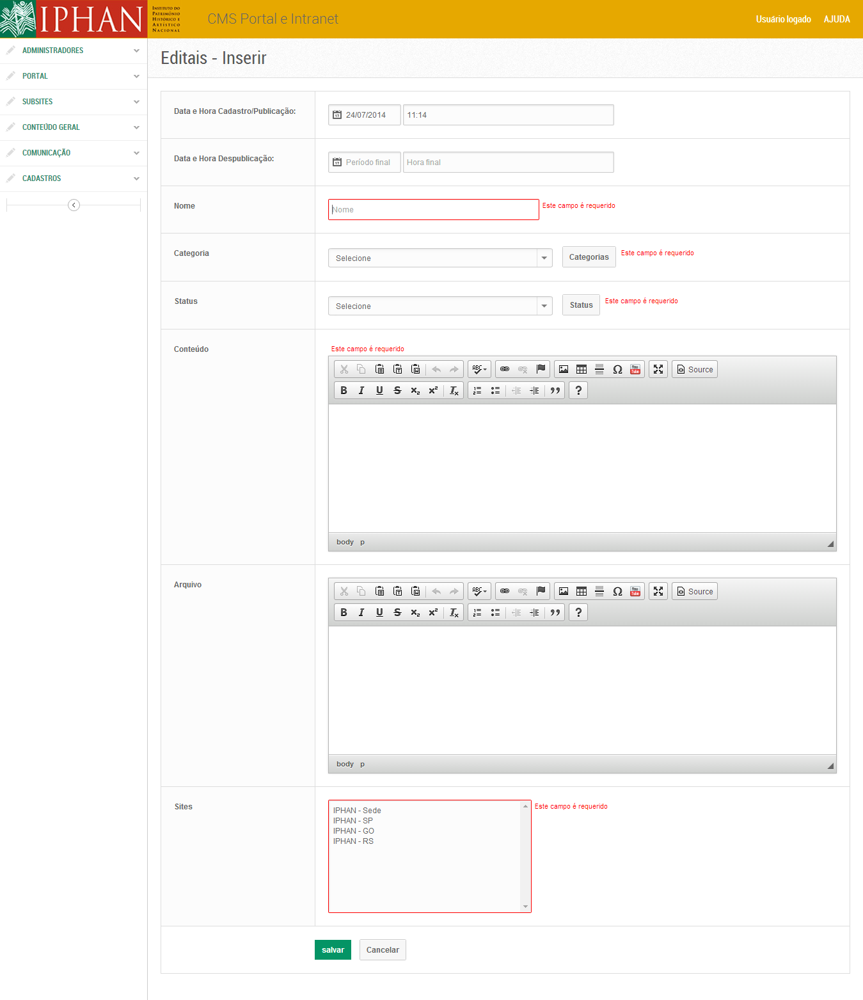 IPHAN
INSTITUTO DO
PATRIMÔNIO
HISTÓRICO E
ARTÍSTICO
NACIONAL
CMS Portal e Intranet
Usuário logado
AJUDA
ADMINISTRADORES
PORTAL
SUBSITES
CONTEÚDO GERAL
COMUNICAÇÃO
CADASTROS
Editais - Inserir
Data e Hora Cadastro/Publicação:
24/07/2014
11:14
Data e Hora Despublicação:
Período final
Hora final
Nome
Nome
Este campo é requerido
Categoria
Selecione
Categorias
Este campo é requerido
Status
Selecione
Status
Este campo é requerido
Conteúdo
Este campo é requerido
ABC
You Tube
Source
B I U S x₂ x² Tx
?
body p
Arquivo
ABC
You Tube
Source
B I U S x₂ x² Tx
?
body p
Sites
IPHAN - Sede
IPHAN - SP
IPHAN - GO
IPHAN - RS
Este campo é requerido
salvar
Cancelar